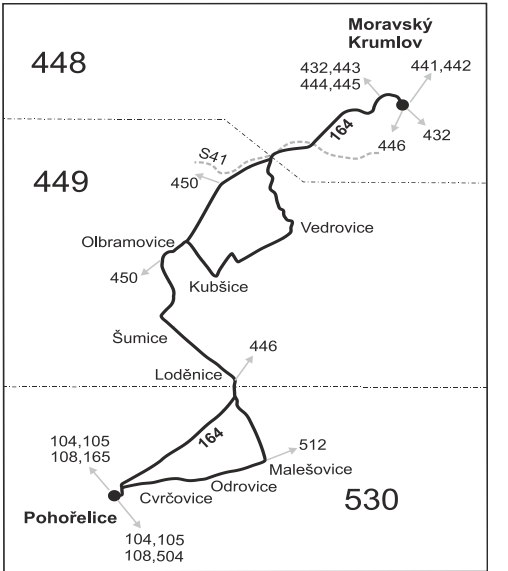 Moravský
Krumlov
448
432,443
444,445
441,442
164
432
446
S41
449
450
Vedrovice
Olbramovice
450
Kubšice
Šumice
446
Loděnice
164
104,105
108,165
512
Malešovice
Odrovice
Cvrčovice
530
Pohořelice
104,105
108,504